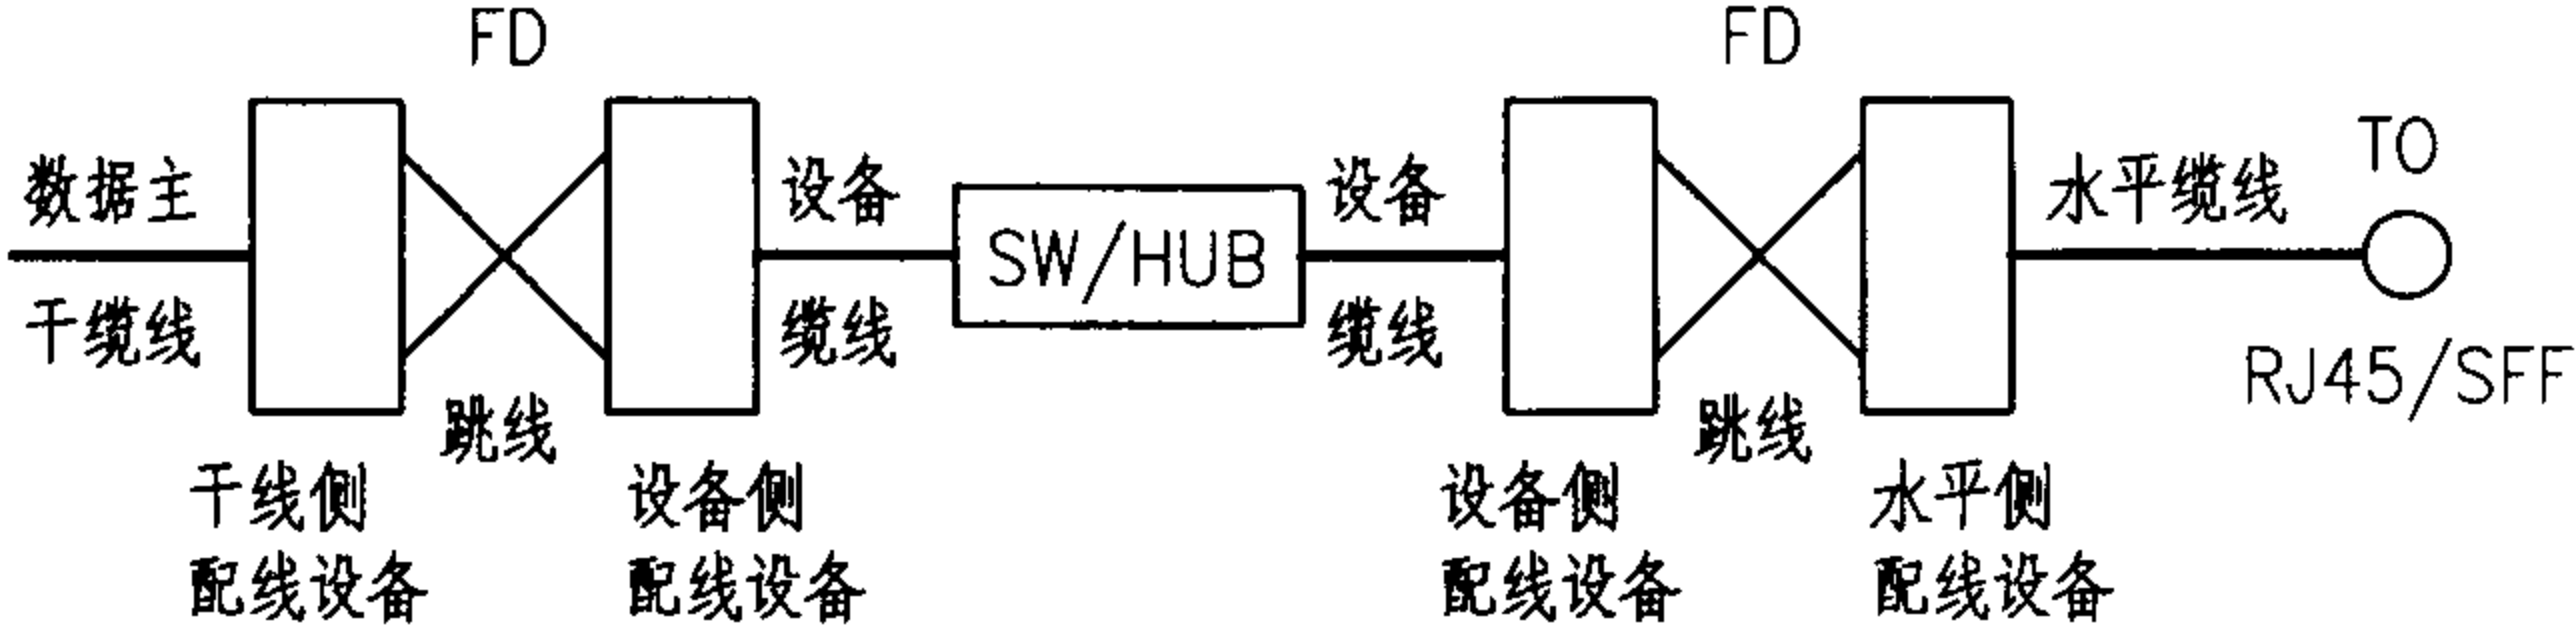 FD
FD
数据主
干缆线
跳线
干线侧
配线设备
设备侧
配线设备
设备
缆线
SW/HUB
设备
缆线
设备侧
配线设备
跳线
水平侧
配线设备
水平缆线
TO
RJ45/SFF